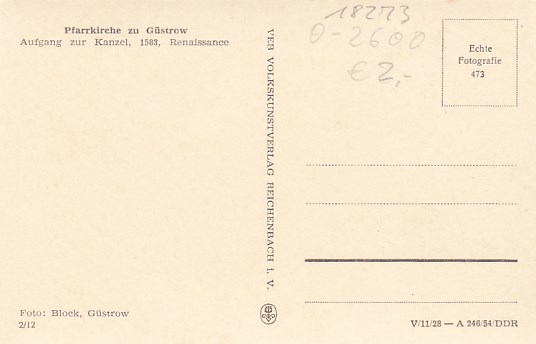 Pfarrkirche zu Güstrow
Aufgang zur Kanzel, 1583, Renaissance
Foto: Block, Güstrow
2/12
VEB VOLKSKUNSTVERLAG REICHENBACH i. V.
18273
0-2600
€ 2,-
Echte
Fotografie
473
V/11/28 — A 246/54/DDR